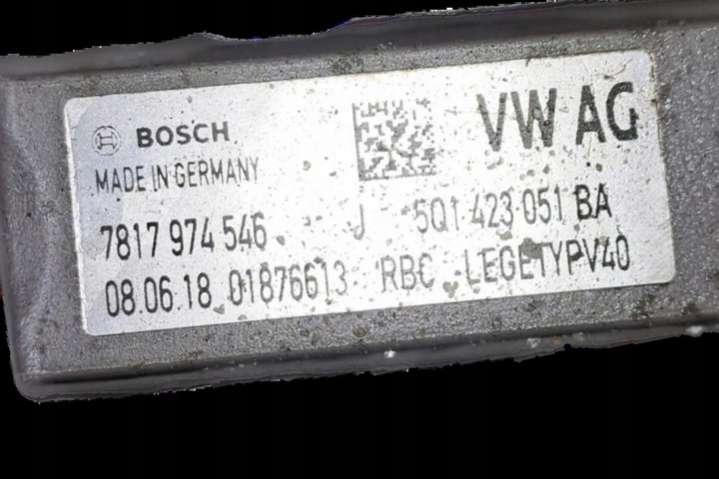 BOSCH
VW AG
MADE IN GERMANY
7817 974 546 J 5Q1 423 051 BA
08.06.18 01876613 RBC LEGETYPV40